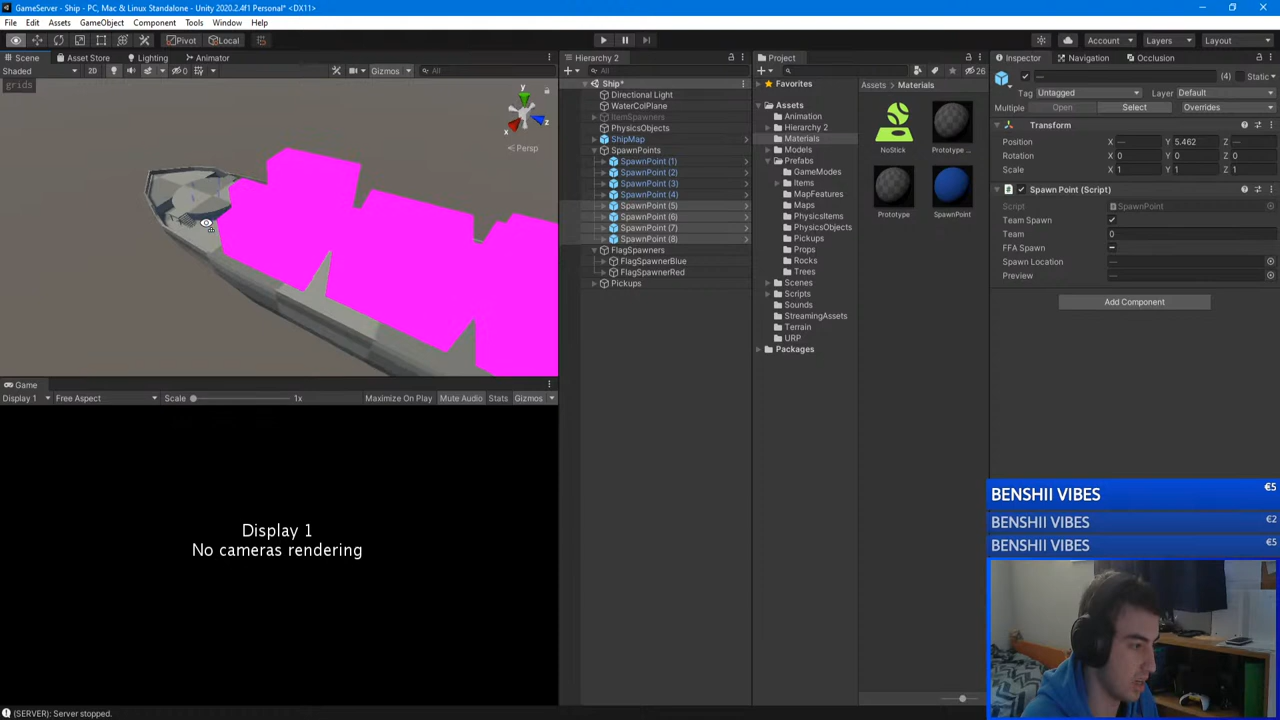 GameServer - Ship - PC, Mac & Linux Standalone - Unity 2020.2.4f1 Personal* <DX11>
File Edit Assets GameObject Component Tools Window Help
Pivot Local Account Layers Layout
Scene Asset Store Lighting Animator
Shaded 2D 0 Gizmos All
grids
y
x
z
Persp
Game
Display 1 Free Aspect Scale 1x Maximize On Play Mute Audio Stats Gizmos
Display 1
No cameras rendering
Hierarchy 2
All
Ship*
Directional Light
WaterColPlane
ItemSpawners
PhysicsObjects
ShipMap
SpawnPoints
SpawnPoint (1)
SpawnPoint (2)
SpawnPoint (3)
SpawnPoint (4)
SpawnPoint (5)
SpawnPoint (6)
SpawnPoint (7)
SpawnPoint (8)
FlagSpawners
FlagSpawnerBlue
FlagSpawnerRed
Pickups
Project
26
Favorites
Assets
Animation
Hierarchy 2
Materials
Models
Prefabs
GameModes
Items
MapFeatures
Maps
PhysicsItems
PhysicsObjects
Pickups
Props
Rocks
Trees
Scenes
Scripts
Sounds
StreamingAssets
Terrain
URP
Packages
Assets Materials
NoStick Prototype ...
Prototype SpawnPoint
Inspector Navigation Occlusion
— (4) Static
Tag Untagged Layer Default
Multiple Open Select Overrides
Transform
Position X — Y 5.462 Z —
Rotation X 0 Y 0 Z 0
Scale X 1 Y 1 Z 1
Spawn Point (Script)
Script SpawnPoint
Team Spawn
Team 0
FFA Spawn
Spawn Location —
Preview —
Add Component
BENSHII VIBES €5
BENSHII VIBES €2
BENSHII VIBES €5
(SERVER): Server stopped.